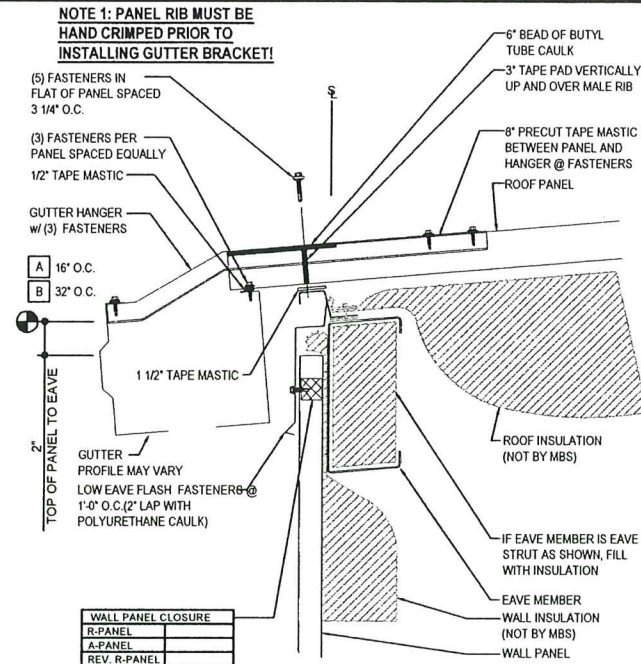 NOTE 1: PANEL RIB MUST BE
HAND CRIMPED PRIOR TO
INSTALLING GUTTER BRACKET!
(5) FASTENERS IN
FLAT OF PANEL SPACED
3 1/4" O.C.
(3) FASTENERS PER
PANEL SPACED EQUALLY
1/2" TAPE MASTIC
GUTTER HANGER
w/ (3) FASTENERS
A 16" O.C.
B 32" O.C.
2"
TOP OF PANEL TO EAVE
1 1/2" TAPE MASTIC
GUTTER
PROFILE MAY VARY
LOW EAVE FLASH FASTENERS @
1'-0" O.C.(2" LAP WITH
POLYURETHANE CAULK)
WALL PANEL CLOSURE
R-PANEL
A-PANEL
REV. R-PANEL
6" BEAD OF BUTYL
TUBE CAULK
3" TAPE PAD VERTICALLY
UP AND OVER MALE RIB
8" PRECUT TAPE MASTIC
BETWEEN PANEL AND
HANGER @ FASTENERS
ROOF PANEL
ROOF INSULATION
(NOT BY MBS)
IF EAVE MEMBER IS EAVE
STRUT AS SHOWN, FILL
WITH INSULATION
EAVE MEMBER
WALL INSULATION
(NOT BY MBS)
WALL PANEL